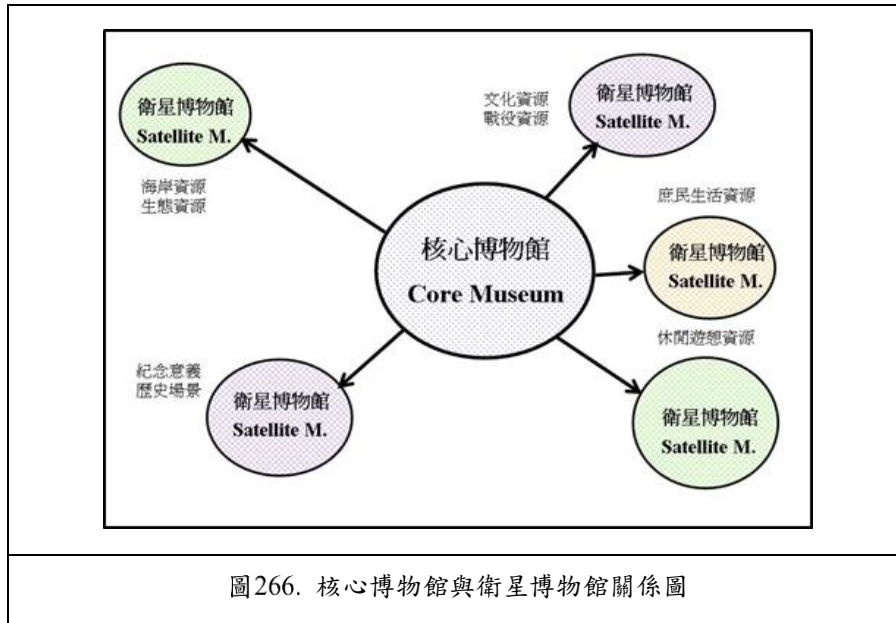 衛星博物館
Satellite M.
海岸資源
生態資源
文化資源
戰役資源
衛星博物館
Satellite M.
核心博物館
Core Museum
庶民生活資源
衛星博物館
Satellite M.
紀念意義
歷史場景
衛星博物館
Satellite M.
休閒遊憩資源
衛星博物館
Satellite M.
圖266. 核心博物館與衛星博物館關係圖